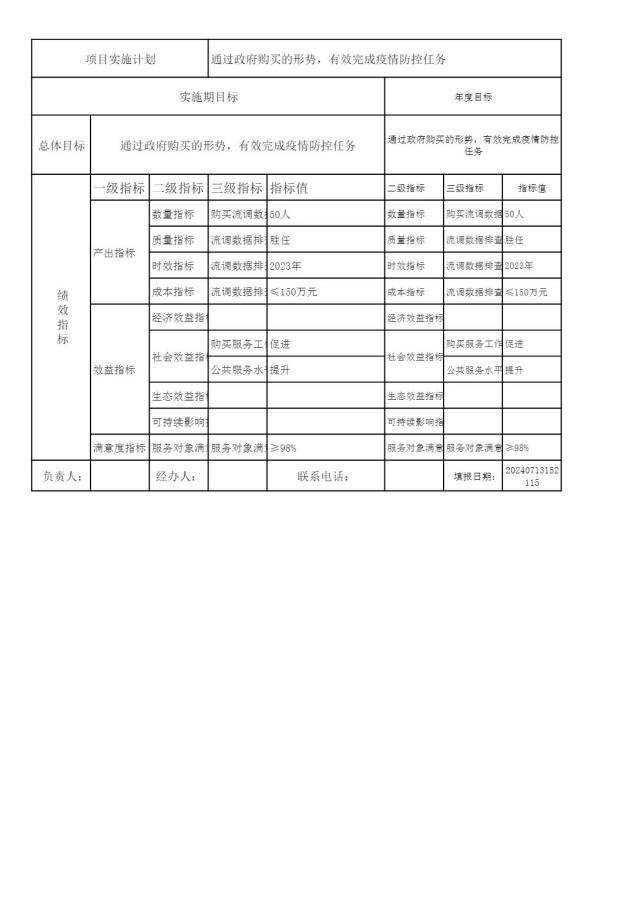 项目实施计划 通过政府购买的形势，有效完成疫情防控任务
实施期目标 年度目标
总体目标 通过政府购买的形势，有效完成疫情防控任务 通过政府购买的形势，有效完成疫情防控
任务
绩效指标 一级指标 二级指标 三级指标 指标值 二级指标 三级指标 指标值
产出指标 数量指标 购买流调数 50人 数量指标 购买流调数据 50人
质量指标 流调数据排 胜任 质量指标 流调数据排查 胜任
时效指标 流调数据排 2023年 时效指标 流调数据排查 2023年
成本指标 流调数据排 ≤150万元 成本指标 流调数据排查 ≤150万元
效益指标 经济效益指 经济效益指标
社会效益指 购买服务工 促进 社会效益指标 购买服务工作 促进
公共服务水 提升 公共服务水平 提升
生态效益指 生态效益指标
可持续影响 可持续影响指
满意度指标 服务对象满 服务对象满 ≥98% 服务对象满意 服务对象满意 ≥98%
负责人： 经办人： 联系电话： 填报日期： 20240713152
115